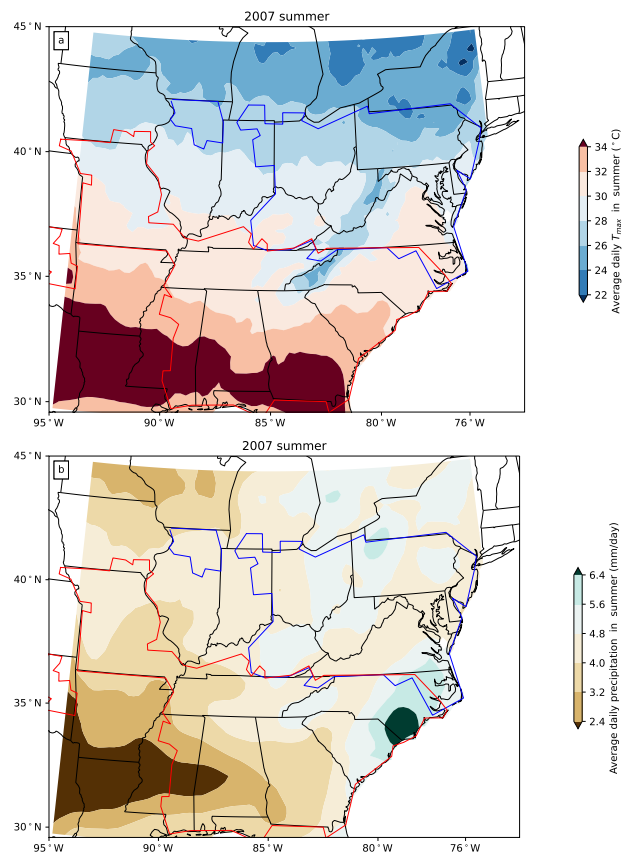 2007 summer
a
45°N
40°N
35°N
30°N
95°W
90°W
85°W
80°W
76°W
34
32
30
28
26
24
22
Average daily Tmax in summer (°C)
2007 summer
b
45°N
40°N
35°N
30°N
95°W
90°W
85°W
80°W
76°W
6.4
5.6
4.8
4.0
3.2
2.4
Average daily precipitation in summer (mm/day)